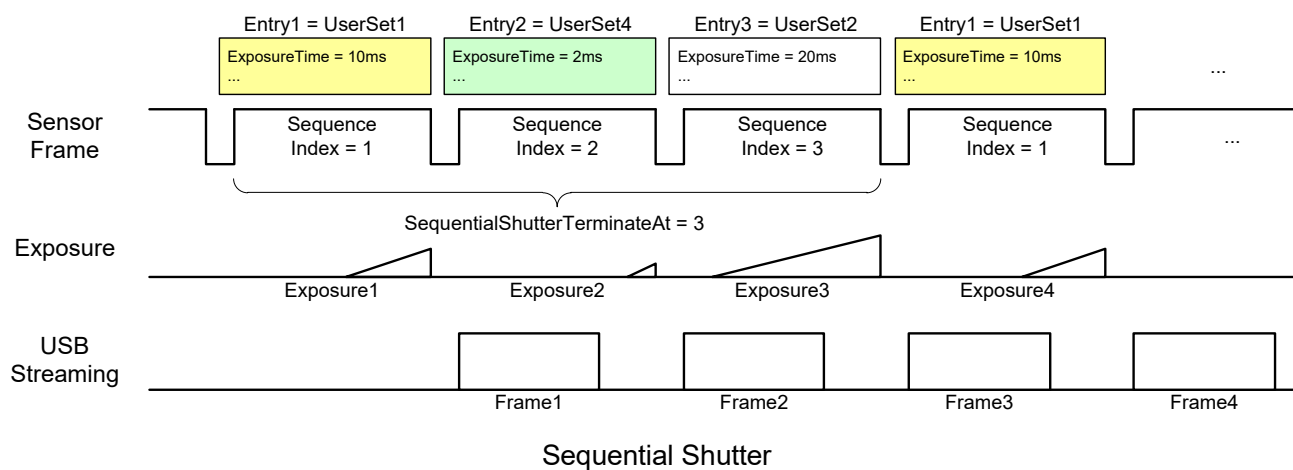 Entry1 = UserSet1 Entry2 = UserSet4 Entry3 = UserSet2 Entry1 = UserSet1
ExposureTime = 10ms ExposureTime = 2ms ExposureTime = 20ms ExposureTime = 10ms
... ... ... ... ...
Sensor Frame
Sequence Index = 1
Sequence Index = 2
Sequence Index = 3
Sequence Index = 1
...
SequentialShutterTerminateAt = 3
Exposure
Exposure1 Exposure2 Exposure3 Exposure4
USB Streaming
Frame1 Frame2 Frame3 Frame4
Sequential Shutter